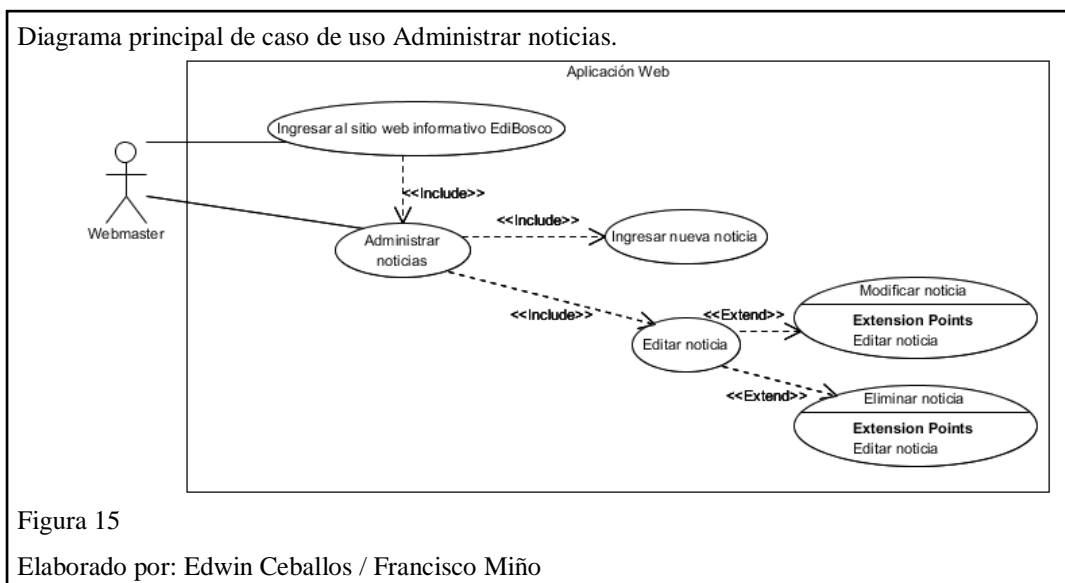 Diagrama principal de caso de uso Administrar noticias.
Aplicación Web
Ingresar al sitio web informativo EdiBosco
<<Include>>
Webmaster
Administrar
noticias
<<Include>>
Ingresar nueva noticia
<<Include>>
Editar noticia
<<Extend>>
Modificar noticia
Extension Points
Editar noticia
<<Extend>>
Eliminar noticia
Extension Points
Editar noticia
Figura 15
Elaborado por: Edwin Ceballos / Francisco Miño